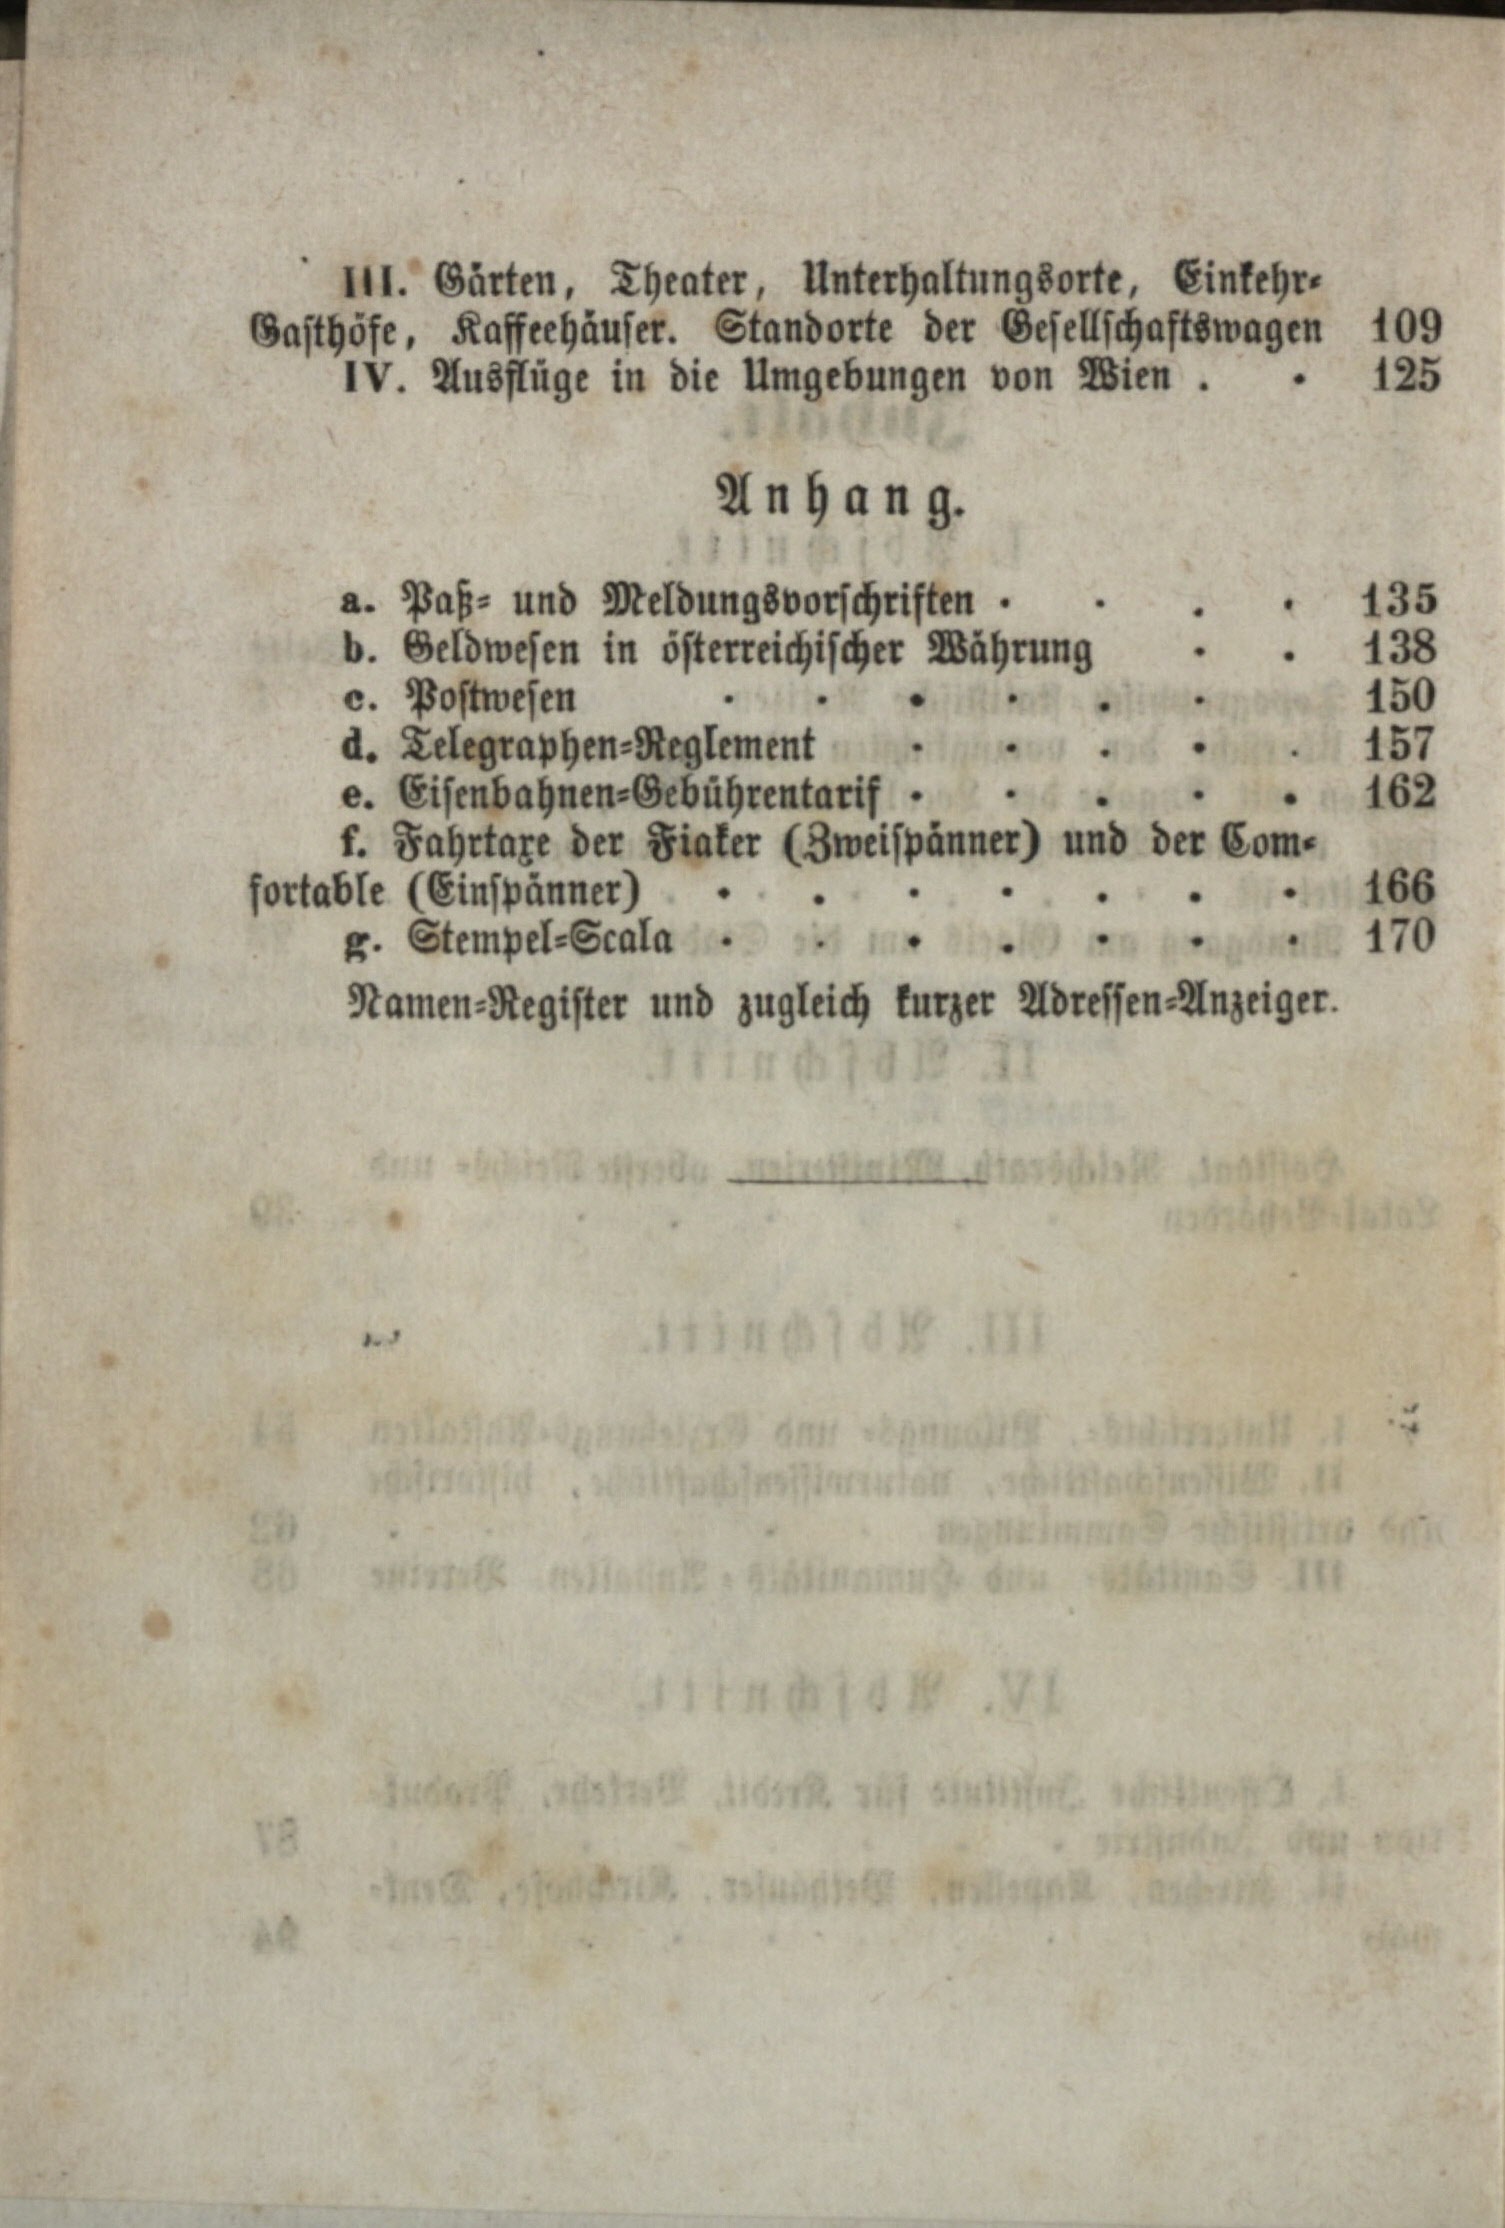 III. Gärten, Theater, Unterhaltungsorte, Einkehr-
Gasthöfe, Kaffeehäuser. Standorte der Gesellschaftswagen 109
IV. Ausflüge in die Umgebungen von Wien . . 125
Anhang.
a. Paß- und Meldungsvorschriften . . . . 135
b. Geldwesen in österreichischer Währung . . 138
c. Postwesen . . . . . . 150
d. Telegraphen-Reglement . . . . . 157
e. Eisenbahnen-Gebührentarif . . . . . 162
f. Fahrtaxe der Fiaker (Zweispänner) und der Com-
fortable (Einspänner) . . . . . . . 166
g. Stempel-Scala . . . . . . . 170
Namen-Register und zugleich kurzer Adressen-Anzeiger.